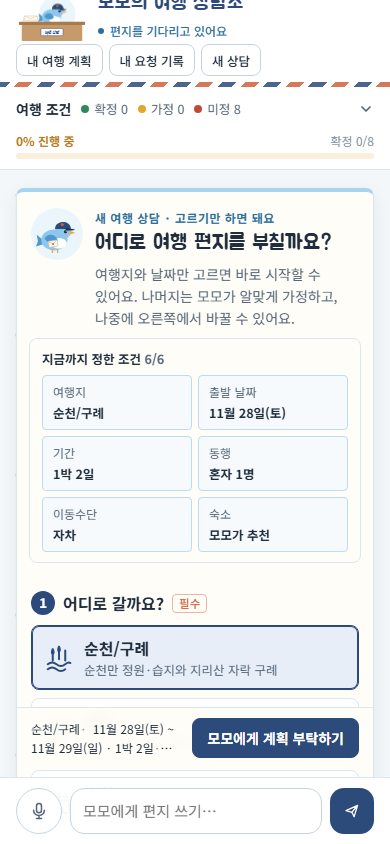 모모의 여행 상담소
편지를 기다리고 있어요
내 여행 계획
내 요청 기록
새 상담
여행 조건
확정 0
가정 0
미정 8
0% 진행 중
확정 0/8
새 여행 상담 · 고르기만 하면 돼요
어디로 여행 편지를 부칠까요?
여행지와 날짜만 고르면 바로 시작할 수
있어요. 나머지는 모모가 알맞게 가정하고,
나중에 오른쪽에서 바꿀 수 있어요.
지금까지 정한 조건 6/6
여행지
순천/구례
출발 날짜
11월 28일(토)
기간
1박 2일
동행
혼자 1명
이동수단
자차
숙소
모모가 추천
1 어디로 갈까요? 필수
순천/구례
순천만 정원·습지와 지리산 자락 구례
순천/구례 · 11월 28일(토) ~
11월 29일(일) · 1박 2일 · …
모모에게 계획 부탁하기
모모에게 편지 쓰기…